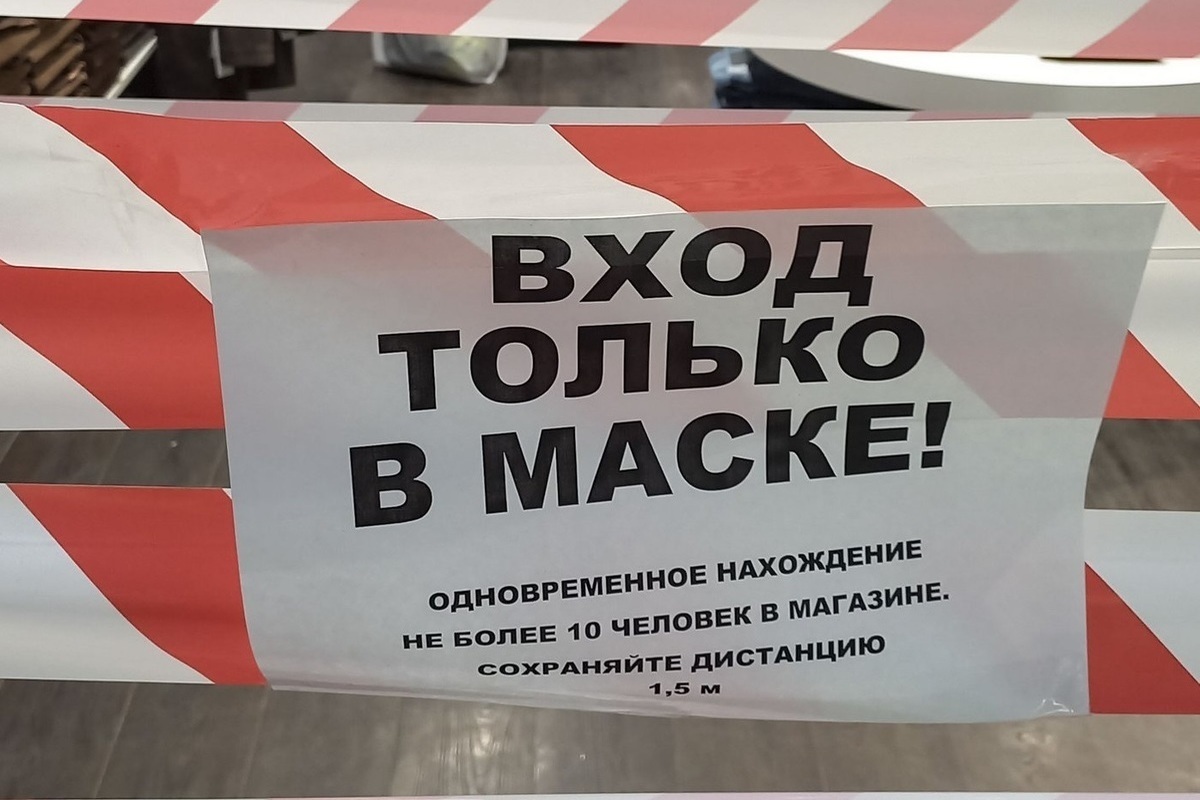 ВХОД
ТОЛЬКО
В МАСКЕ!
ОДНОВРЕМЕННОЕ НАХОЖДЕНИЕ
НЕ БОЛЕЕ 10 ЧЕЛОВЕК В МАГАЗИНЕ.
СОХРАНЯЙТЕ ДИСТАНЦИЮ
1,5 м